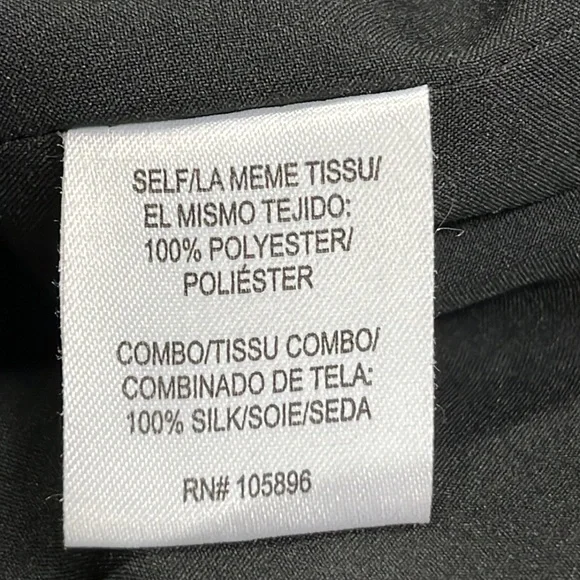 SELF/LA MEME TISSU/
EL MISMO TEJIDO:
100% POLYESTER/
POLIÉSTER
COMBO/TISSU COMBO/
COMBINADO DE TELA:
100% SILK/SOIE/SEDA
RN# 105896